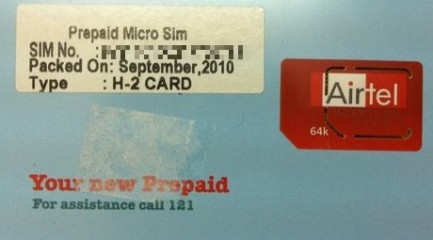 Prepaid Micro Sim
SIM No. :
Packed On: September,2010
Type : H-2 CARD
Airtel
64k
Your new Prepaid
For assistance call 121